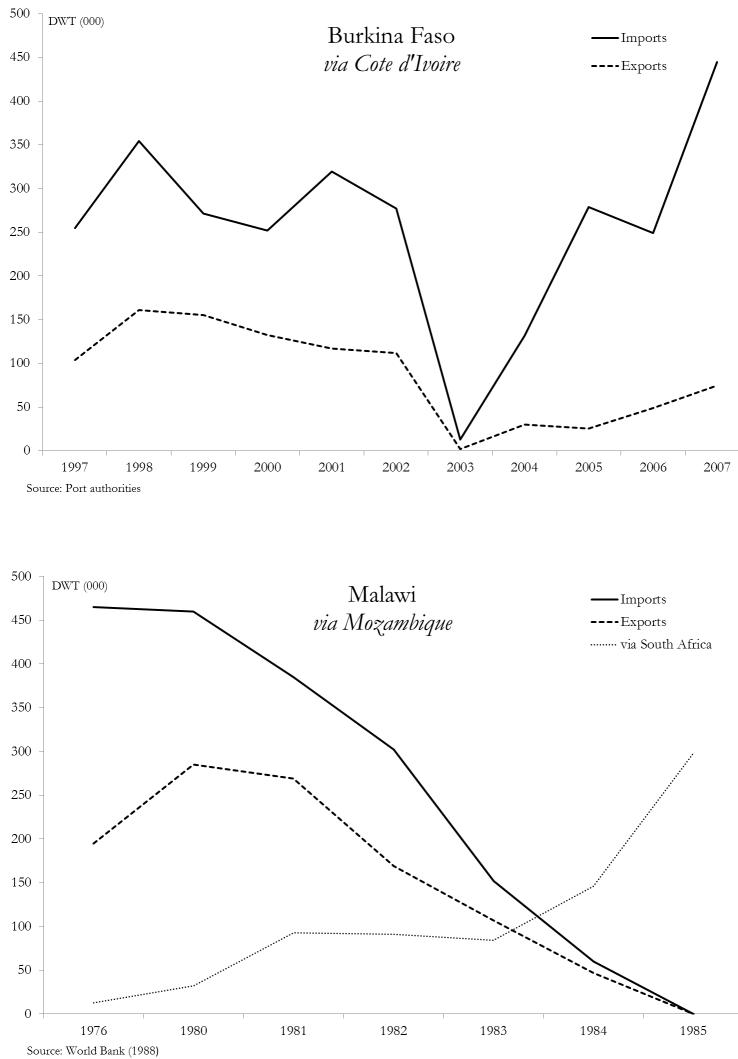 500
DWT (000)
Burkina Faso
via Cote d'Ivoire
Imports
Exports
450
400
350
300
250
200
150
100
50
0
1997 1998 1999 2000 2001 2002 2003 2004 2005 2006 2007
Source: Port authorities
500
DWT (000)
Malawi
via Mozambique
Imports
Exports
via South Africa
450
400
350
300
250
200
150
100
50
0
1976 1980 1981 1982 1983 1984 1985
Source: World Bank (1988)